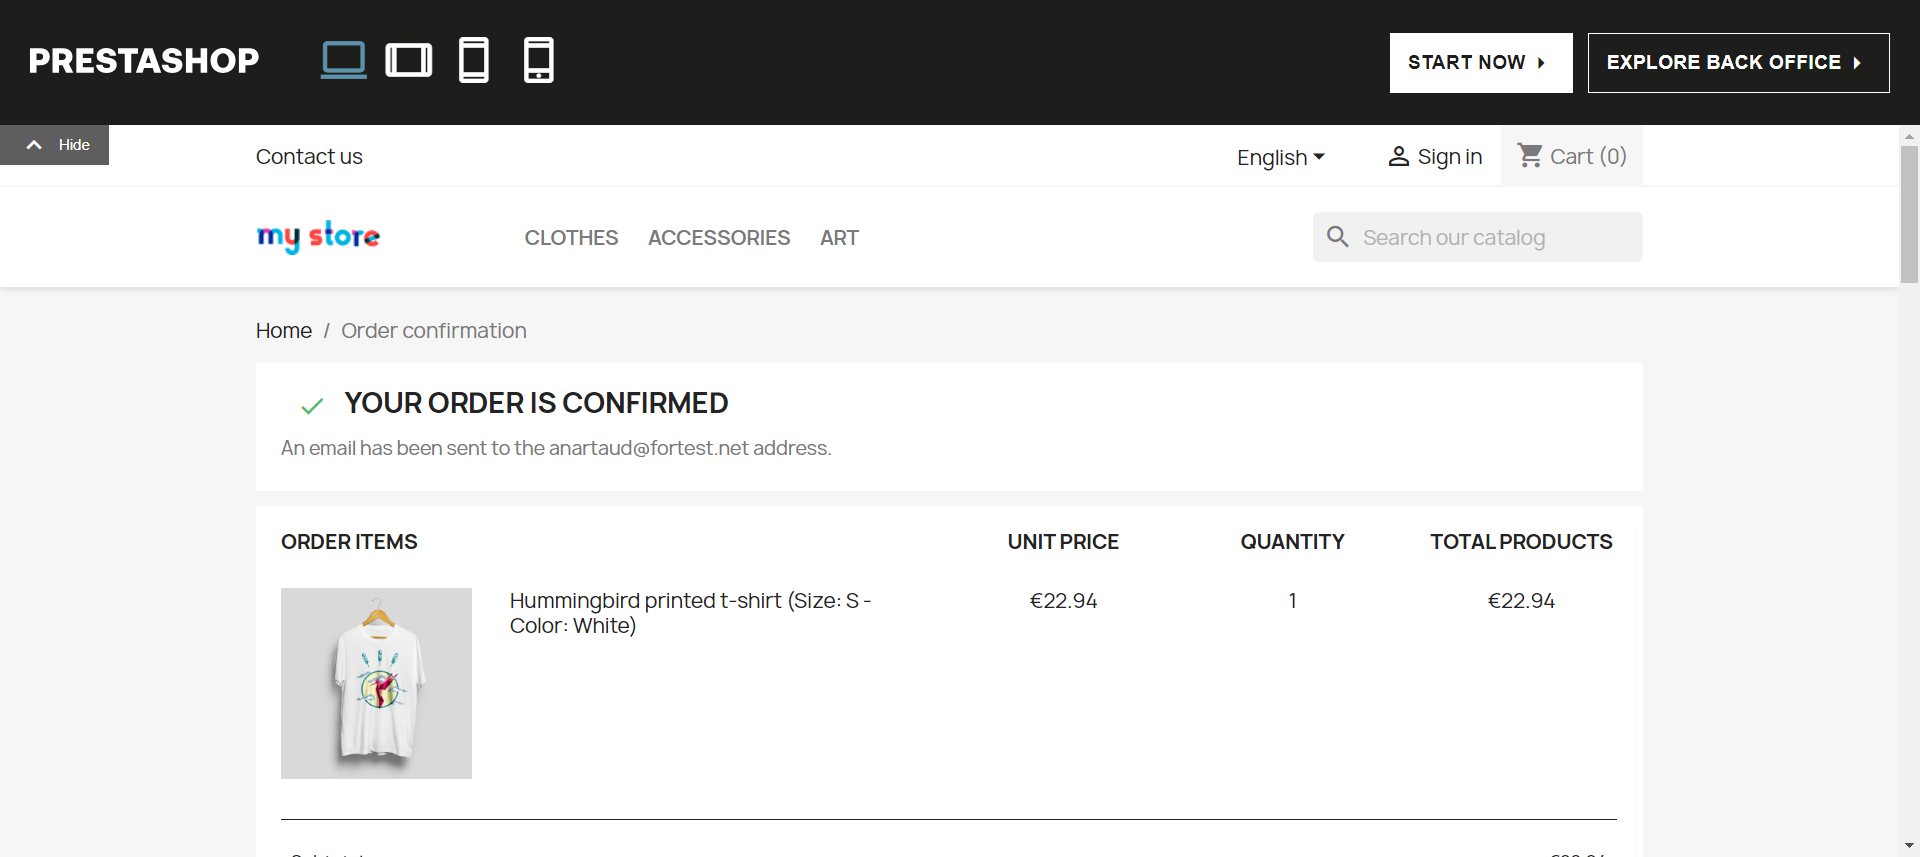 PRESTASHOP
START NOW
EXPLORE BACK OFFICE
Hide
Contact us
English
Sign in
Cart (0)
my store
CLOTHES
ACCESSORIES
ART
Search our catalog
Home / Order confirmation
YOUR ORDER IS CONFIRMED
An email has been sent to the anartaud@fortest.net address.
ORDER ITEMS
UNIT PRICE
QUANTITY
TOTAL PRODUCTS
Hummingbird printed t-shirt (Size: S -
Color: White)
€22.94
1
€22.94